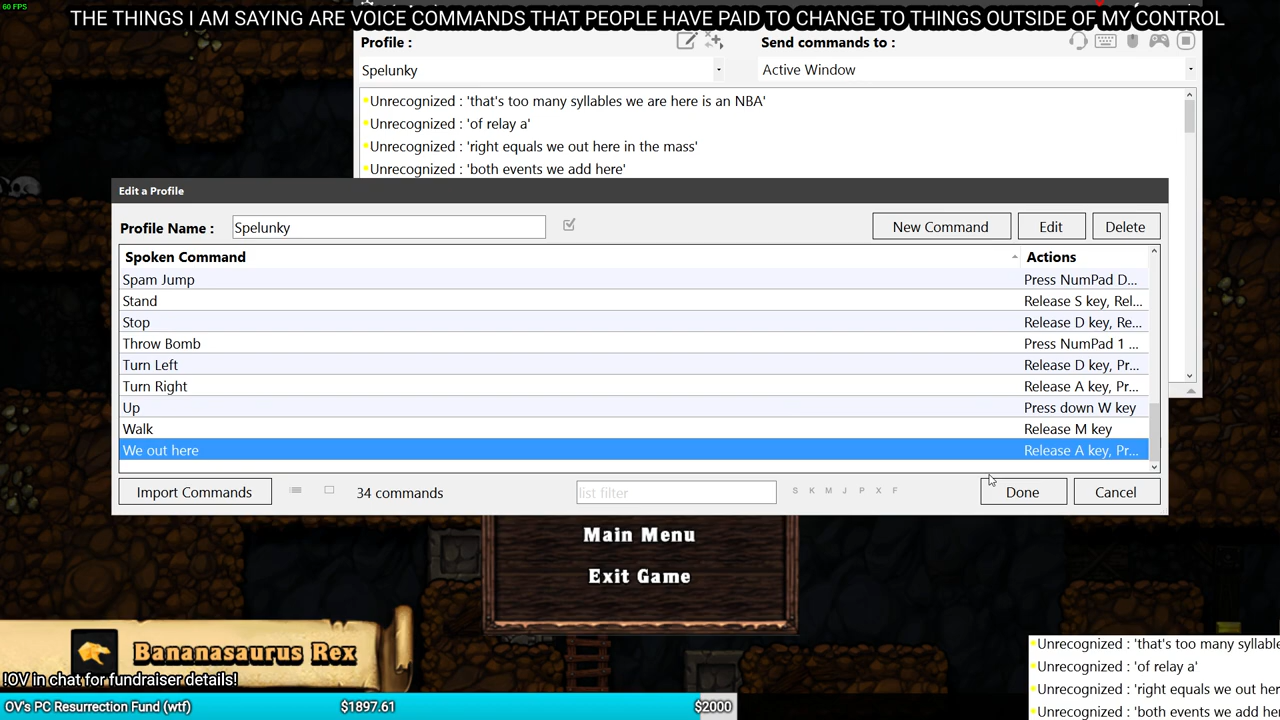 60 FPS
THE THINGS I AM SAYING ARE VOICE COMMANDS THAT PEOPLE HAVE PAID TO CHANGE TO THINGS OUTSIDE OF MY CONTROL
Profile : Send commands to :
Spelunky Active Window
Unrecognized : 'that's too many syllables we are here is an NBA'
Unrecognized : 'of relay a'
Unrecognized : 'right equals we out here in the mass'
Unrecognized : 'both events we add here'
Edit a Profile
Profile Name : Spelunky New Command Edit Delete
Spoken Command Actions
Spam Jump Press NumPad D...
Stand Release S key, Rel...
Stop Release D key, Re...
Throw Bomb Press NumPad 1 ...
Turn Left Release D key, Pr...
Turn Right Release A key, Pr...
Up Press down W key
Walk Release M key
We out here Release A key, Pr...
Import Commands 34 commands list filter S K M J P X F Done Cancel
Main Menu
Exit Game
Bananasaurus Rex
!OV in chat for fundraiser details!
OV's PC Resurrection Fund (wtf) $1897.61 $2000
Unrecognized : 'that's too many syllable
Unrecognized : 'of relay a'
Unrecognized : 'right equals we out her
Unrecognized : 'both events we add here